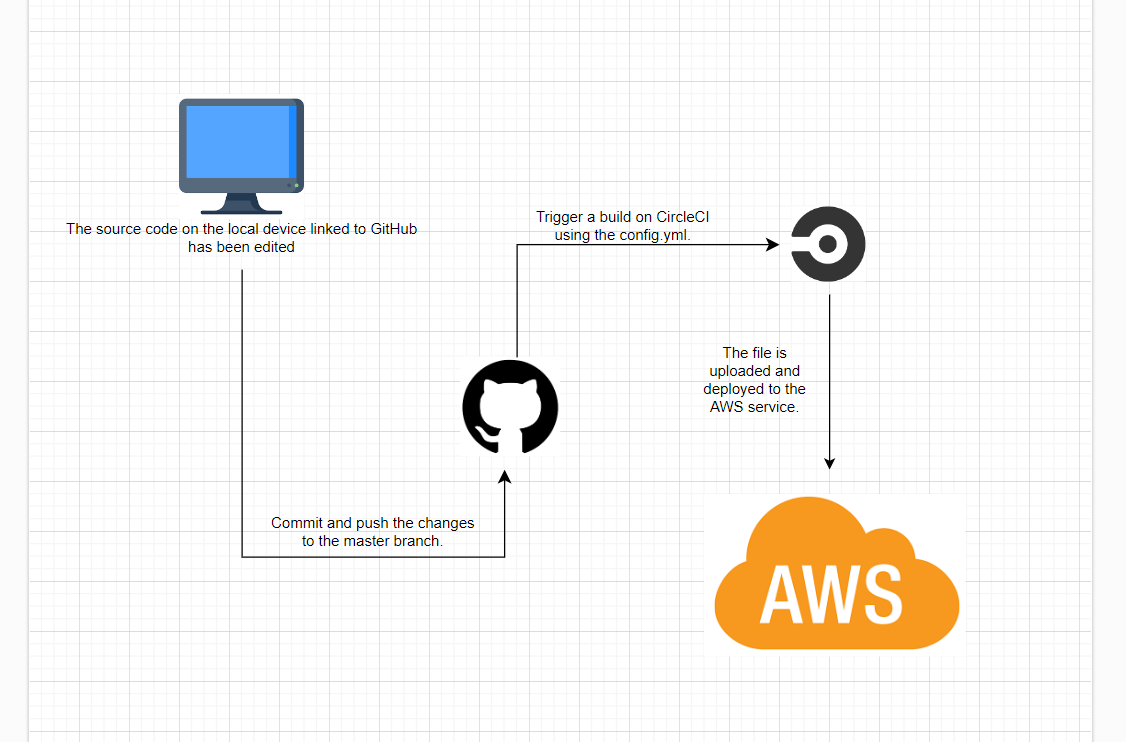 The source code on the local device linked to GitHub
has been edited
Trigger a build on CircleCI
using the config.yml.
The file is
uploaded and
deployed to the
AWS service.
Commit and push the changes
to the master branch.
AWS